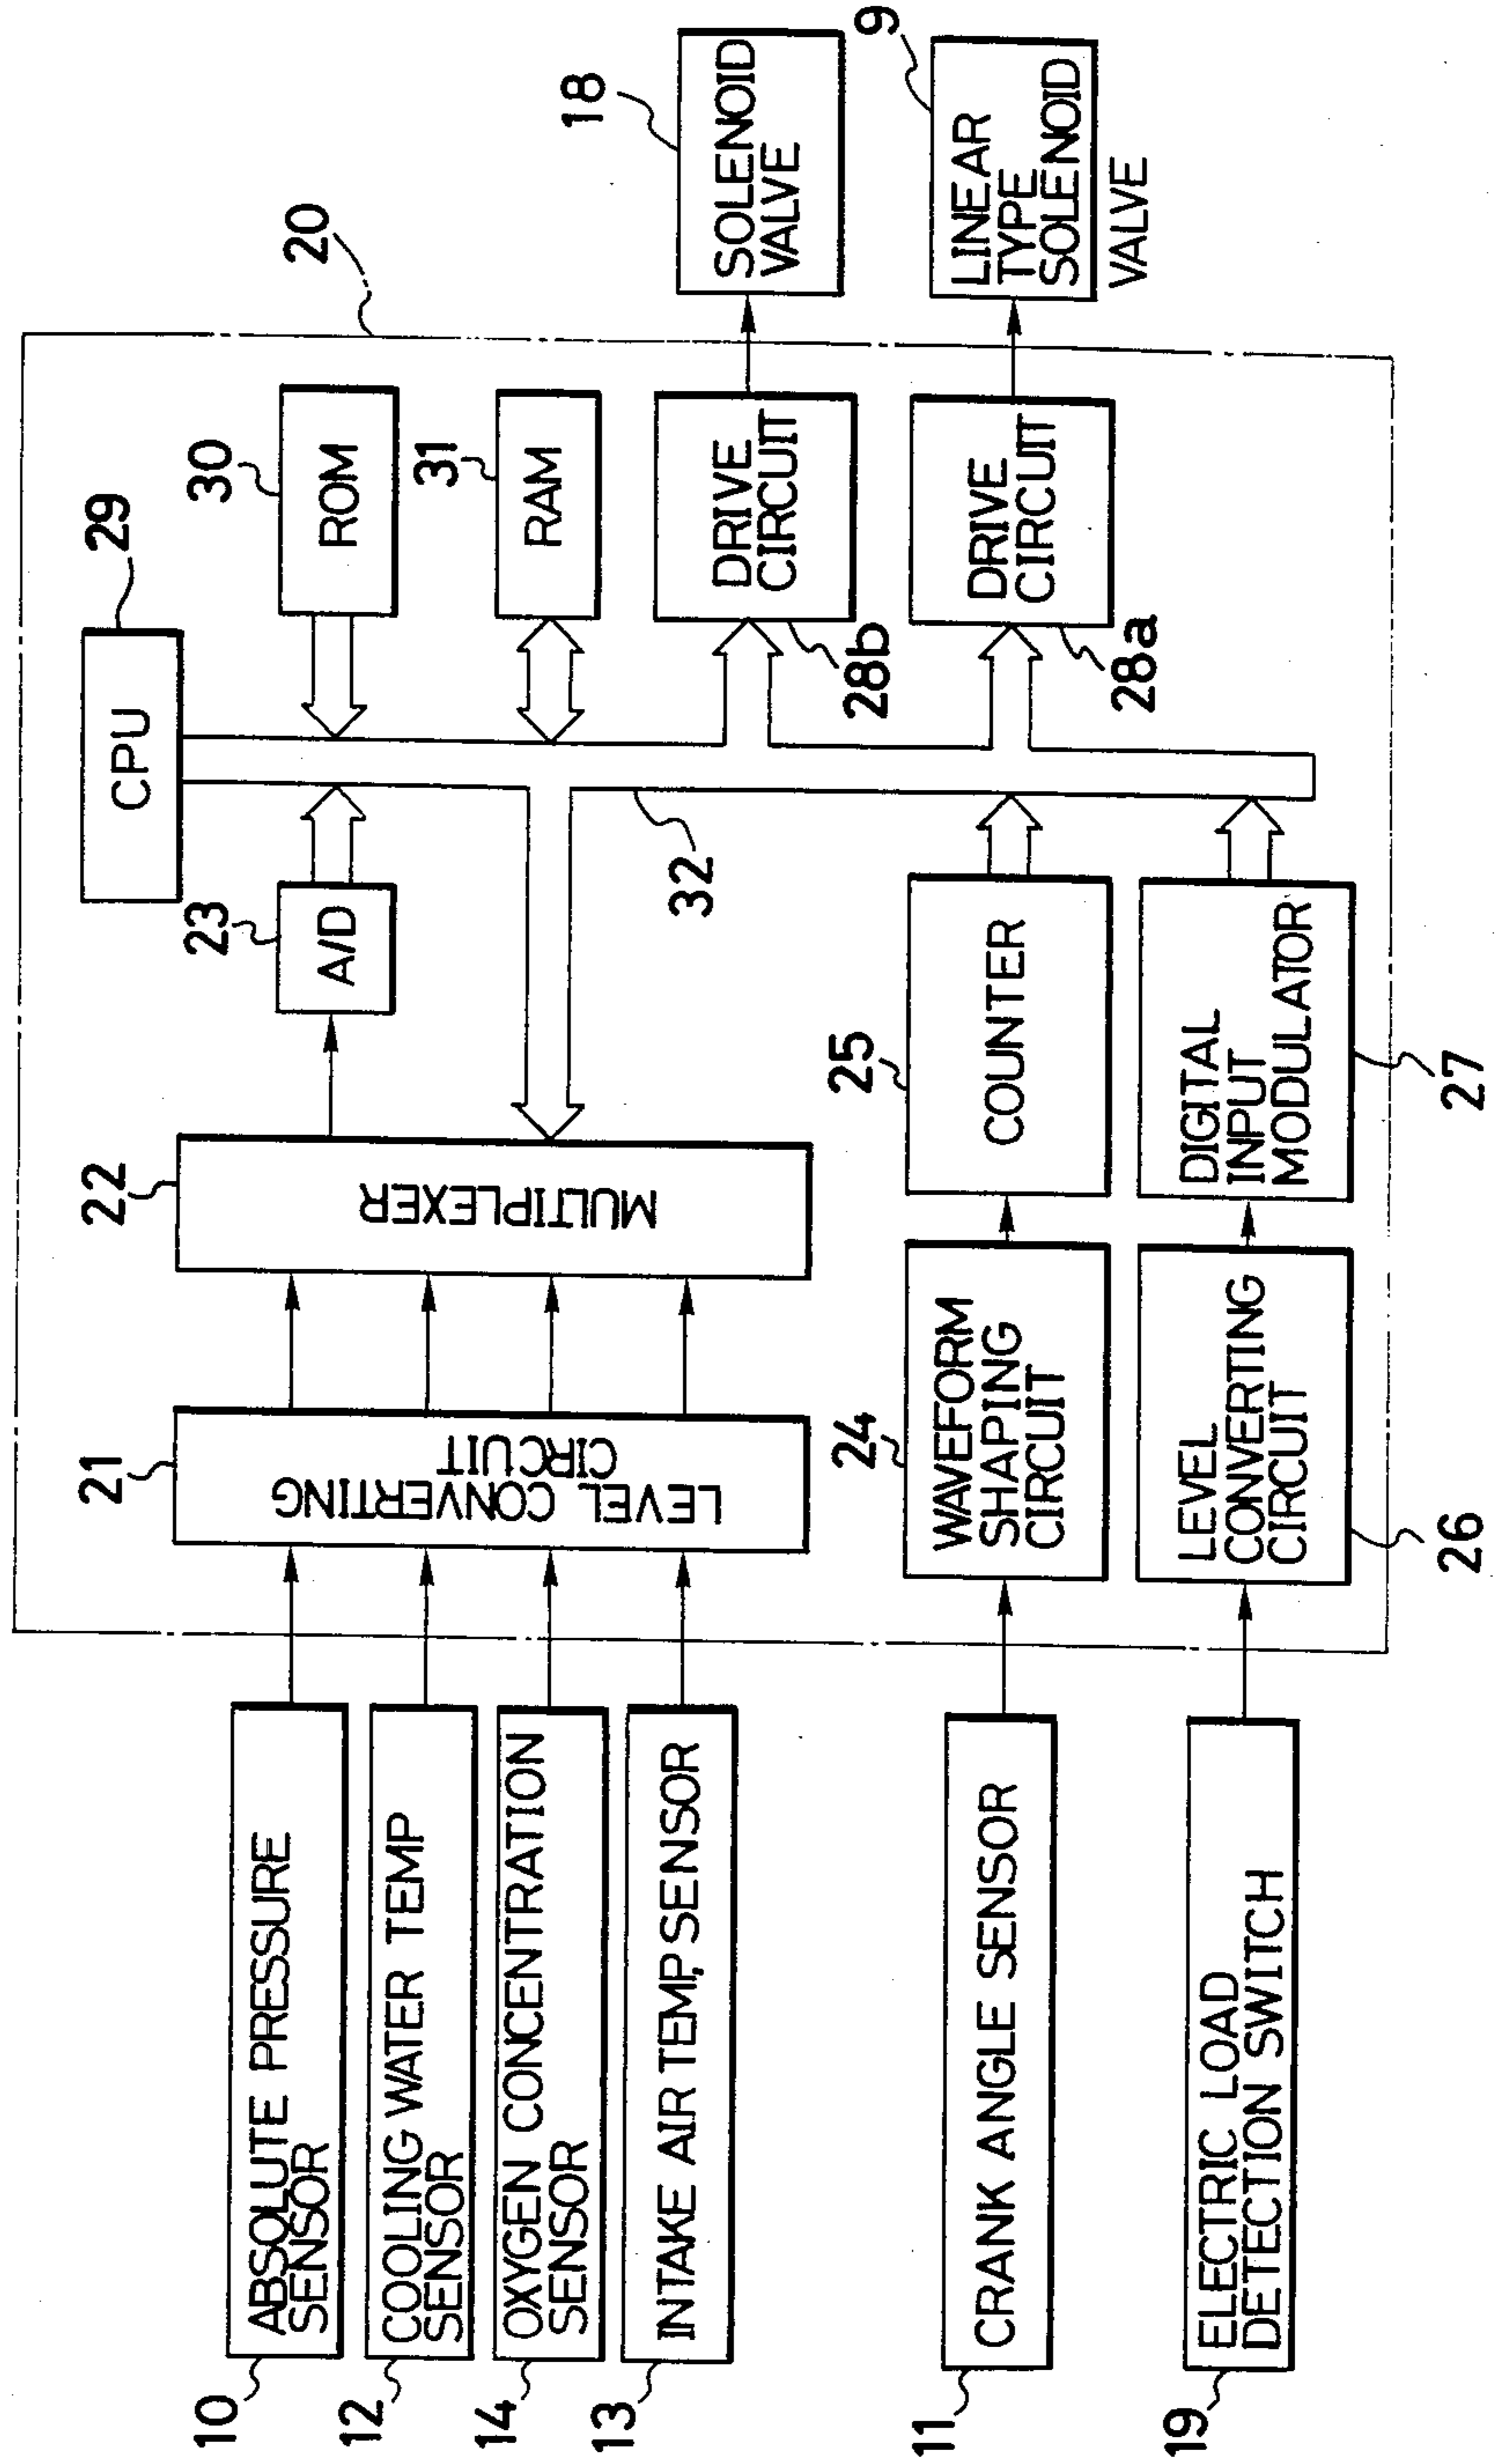 10
ABSOLUTE PRESSURE
SENSOR
12
COOLING WATER TEMP
SENSOR
14
OXYGEN CONCENTRATION
SENSOR
13
INTAKE AIR TEMP, SENSOR
11
CRANK ANGLE SENSOR
19
ELECTRIC LOAD
DETECTION SWITCH
20
21
LEVEL CONVERTING
CIRCUIT
22
MULTIPLEXER
23
A/D
24
WAVEFORM
SHAPING
CIRCUIT
25
COUNTER
26
LEVEL
CONVERTING
CIRCUIT
27
DIGITAL
INPUT
MODULATOR
29
CPU
30
ROM
31
RAM
32
28b
DRIVE
CIRCUIT
28a
DRIVE
CIRCUIT
18
SOLENOID
VALVE
9
LINEAR
TYPE
SOLENOID
VALVE